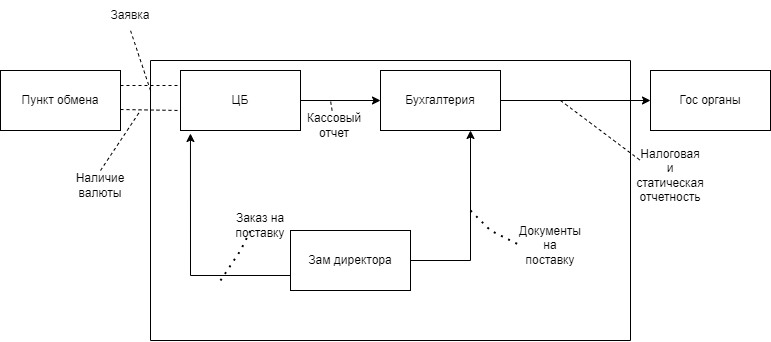 Заявка
Пункт обмена
ЦБ
Бухгалтерия
Гос органы
Кассовый
отчет
Наличие
валюты
Налоговая
и
статическая
отчетность
Заказ на
поставку
Документы
на
поставку
Зам директора